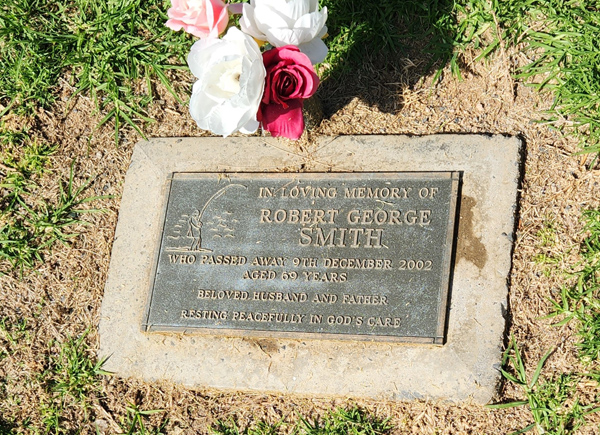 IN LOVING MEMORY OF
ROBERT GEORGE
SMITH
WHO PASSED AWAY 9TH DECEMBER 2002
AGED 69 YEARS
BELOVED HUSBAND AND FATHER
RESTING PEACEFULLY IN GOD'S CARE